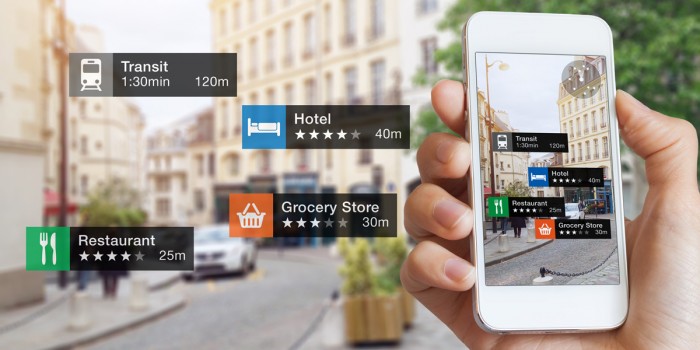 Transit
1:30min 120m
Hotel
★★★★★ 40m
Grocery Store
★★★★★ 30m
Restaurant
★★★★★ 25m
Transit
1:30min 120m
Hotel
★★★★★ 40m
Restaurant
★★★★★ 25m
Grocery Store
★★★★★ 30m